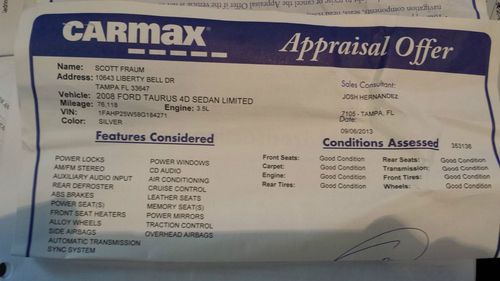 CARMAX
Appraisal Offer
Name: SCOTT FRAUM
Address: 10643 LIBERTY BELL DR
TAMPA FL 33647
Vehicle: 2008 FORD TAURUS 4D SEDAN LIMITED
Mileage: 76,118 Engine: 3.5L
VIN: 1FAHP25W58G184271
Color: SILVER
Sales Consultant:
JOSH HERNANDEZ
7105 - TAMPA, FL
Date:
09/06/2013
Features Considered
POWER LOCKS POWER WINDOWS
AM/FM STEREO CD AUDIO
AUXILIARY AUDIO INPUT AIR CONDITIONING
REAR DEFROSTER CRUISE CONTROL
ABS BRAKES LEATHER SEATS
POWER SEAT(S) MEMORY SEAT(S)
FRONT SEAT HEATERS POWER MIRRORS
ALLOY WHEELS TRACTION CONTROL
SIDE AIRBAGS OVERHEAD AIRBAGS
AUTOMATIC TRANSMISSION
SYNC SYSTEM
Conditions Assessed 353136
Front Seats: Good Condition Rear Seats: Good Condition
Carpet: Good Condition Transmission: Good Condition
Engine: Good Condition Front Tires: Good Condition
Rear Tires: Good Condition Wheels: Good Condition